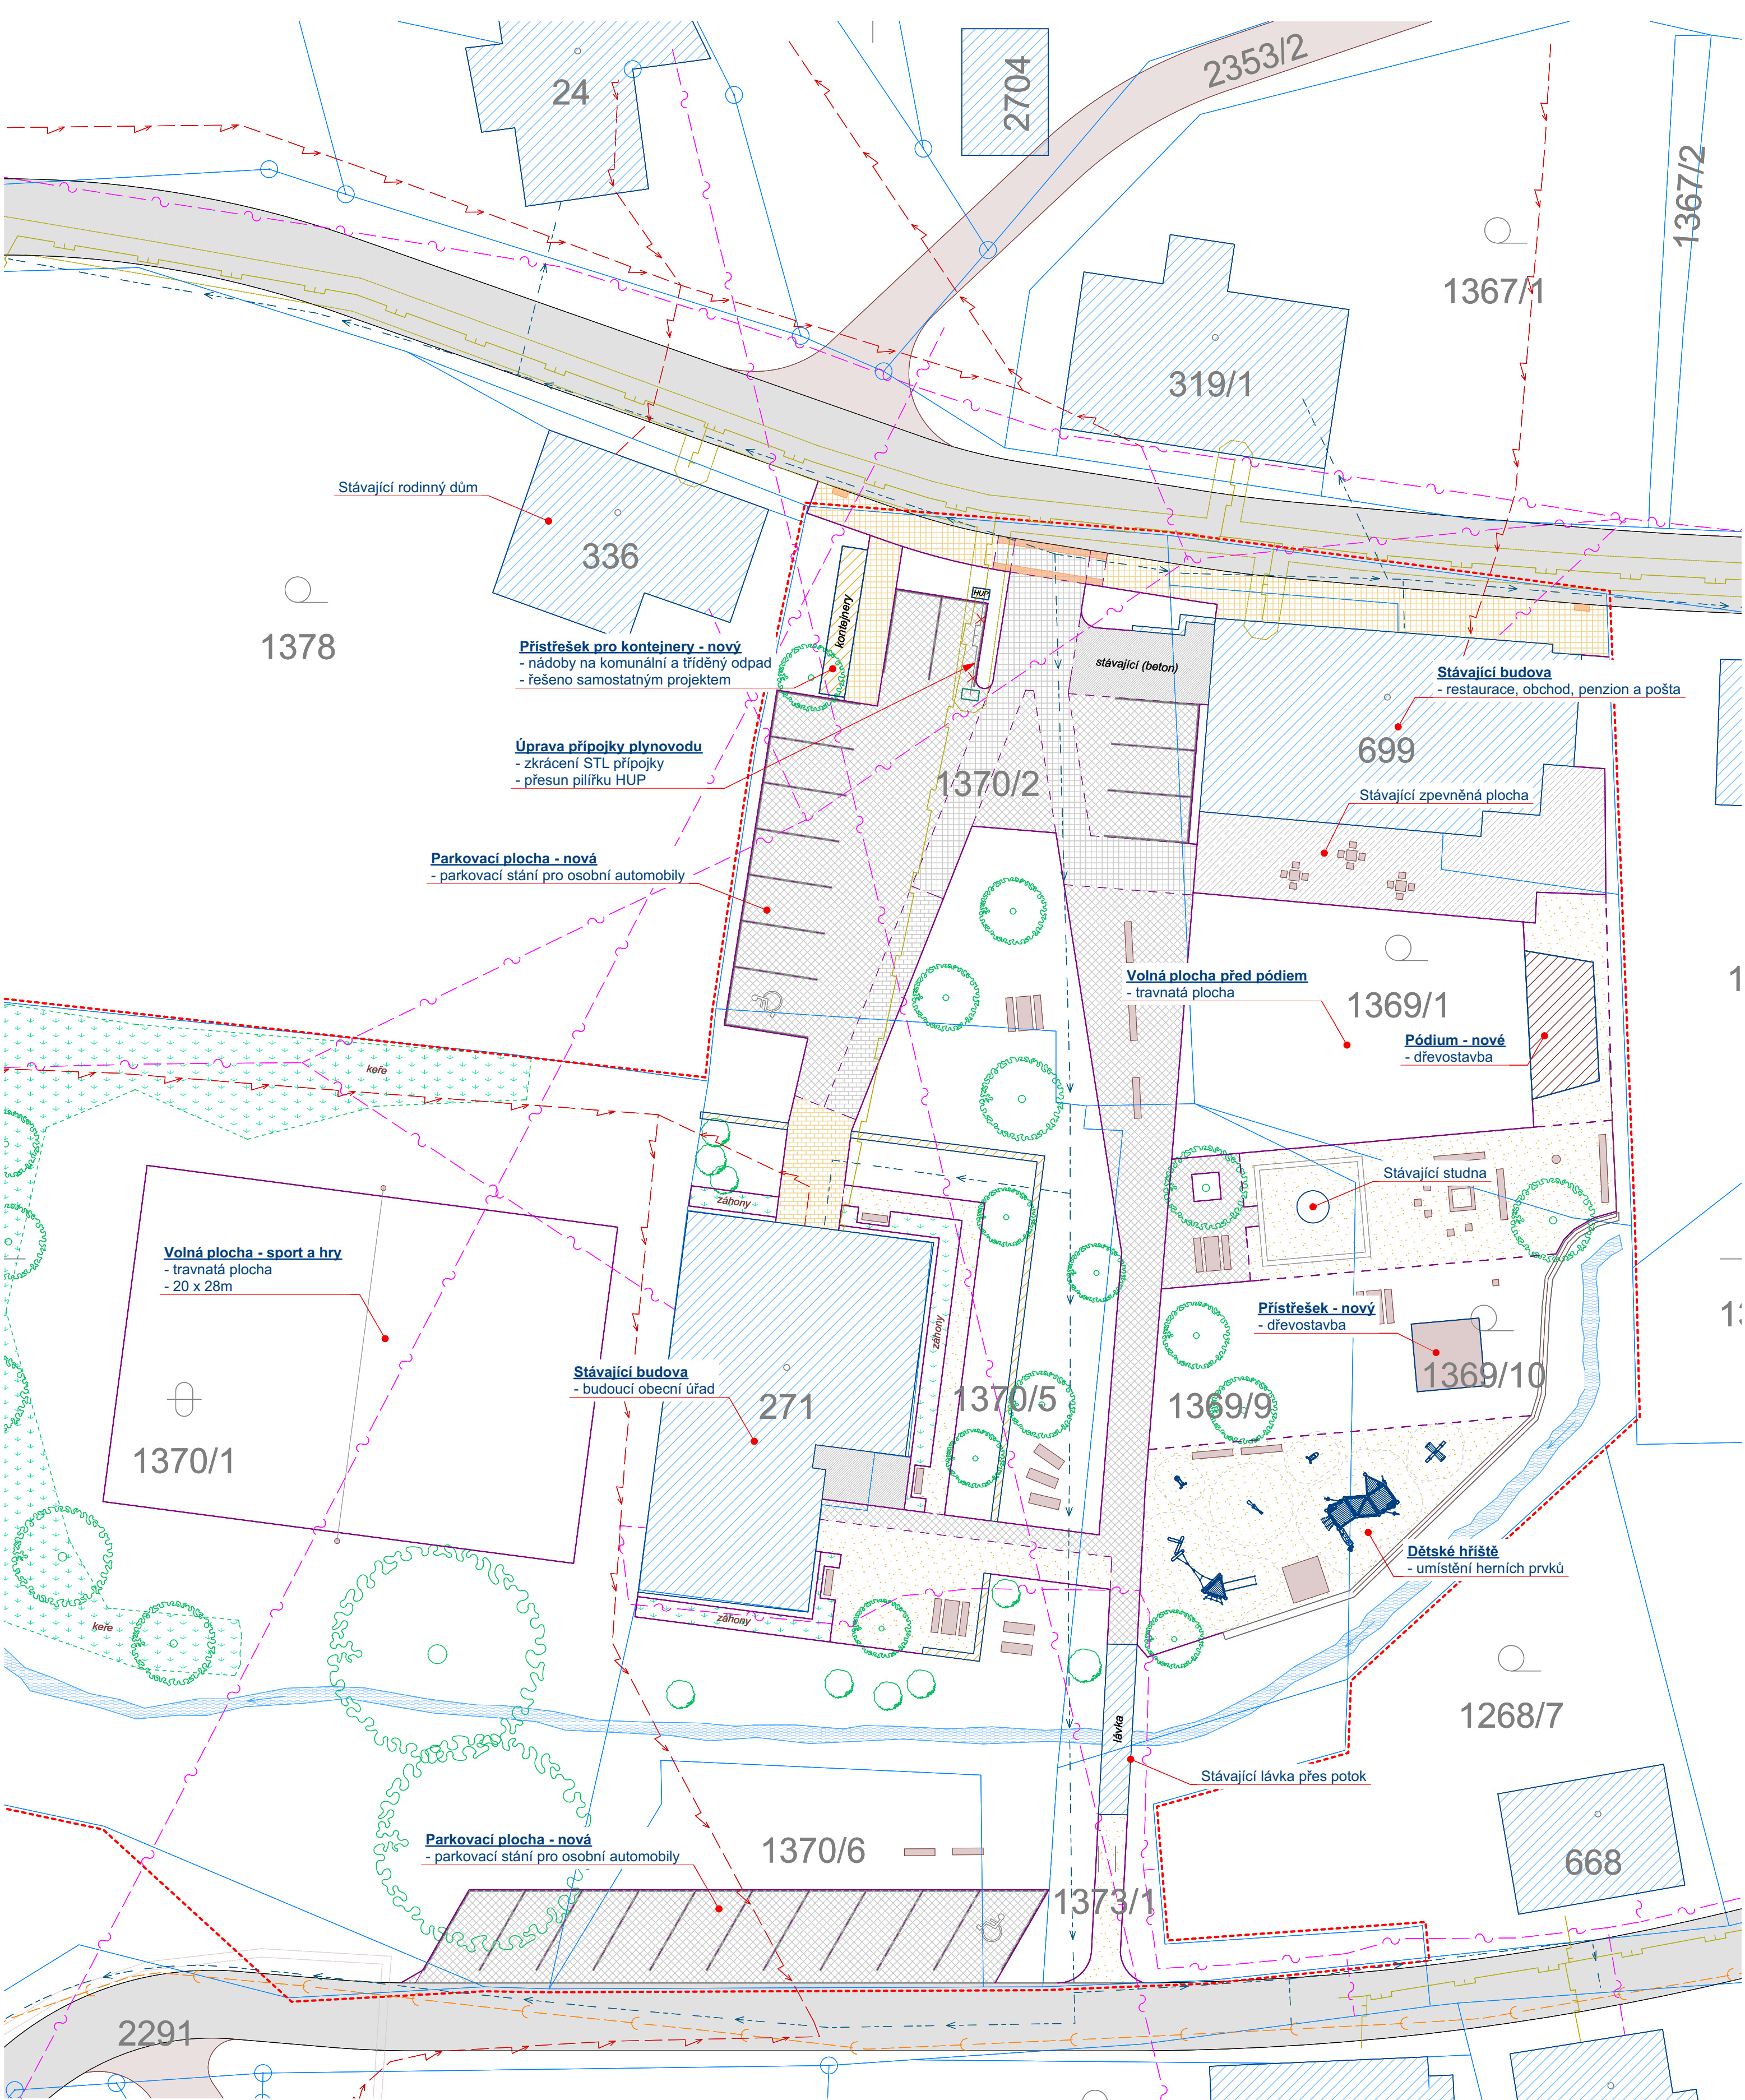 24
2704
2353/2
1367/2
1367/1
319/1
Stávající rodinný dům
336
1378
HUP
kontejnery
Přístřešek pro kontejnery - nový
- nádoby na komunální a tříděný odpad
- řešeno samostatným projektem
stávající (beton)
Stávající budova
- restaurace, obchod, penzion a pošta
699
Úprava přípojky plynovodu
- zkrácení STL přípojky
- přesun pilířku HUP
1370/2
Stávající zpevněná plocha
Parkovací plocha - nová
- parkovací stání pro osobní automobily
Volná plocha před pódiem
- travnatá plocha
1369/1
Pódium - nové
- dřevostavba
keře
Stávající studna
záhony
Volná plocha - sport a hry
- travnatá plocha
- 20 x 28m
Přístřešek - nový
- dřevostavba
záhony
Stávající budova
- budoucí obecní úřad
271
1370/5
1369/9
1369/10
1370/1
Dětské hříště
- umístění herních prvků
keře
záhony
1268/7
lávka
Stávající lávka přes potok
Parkovací plocha - nová
- parkovací stání pro osobní automobily
1370/6
668
1373/1
2291